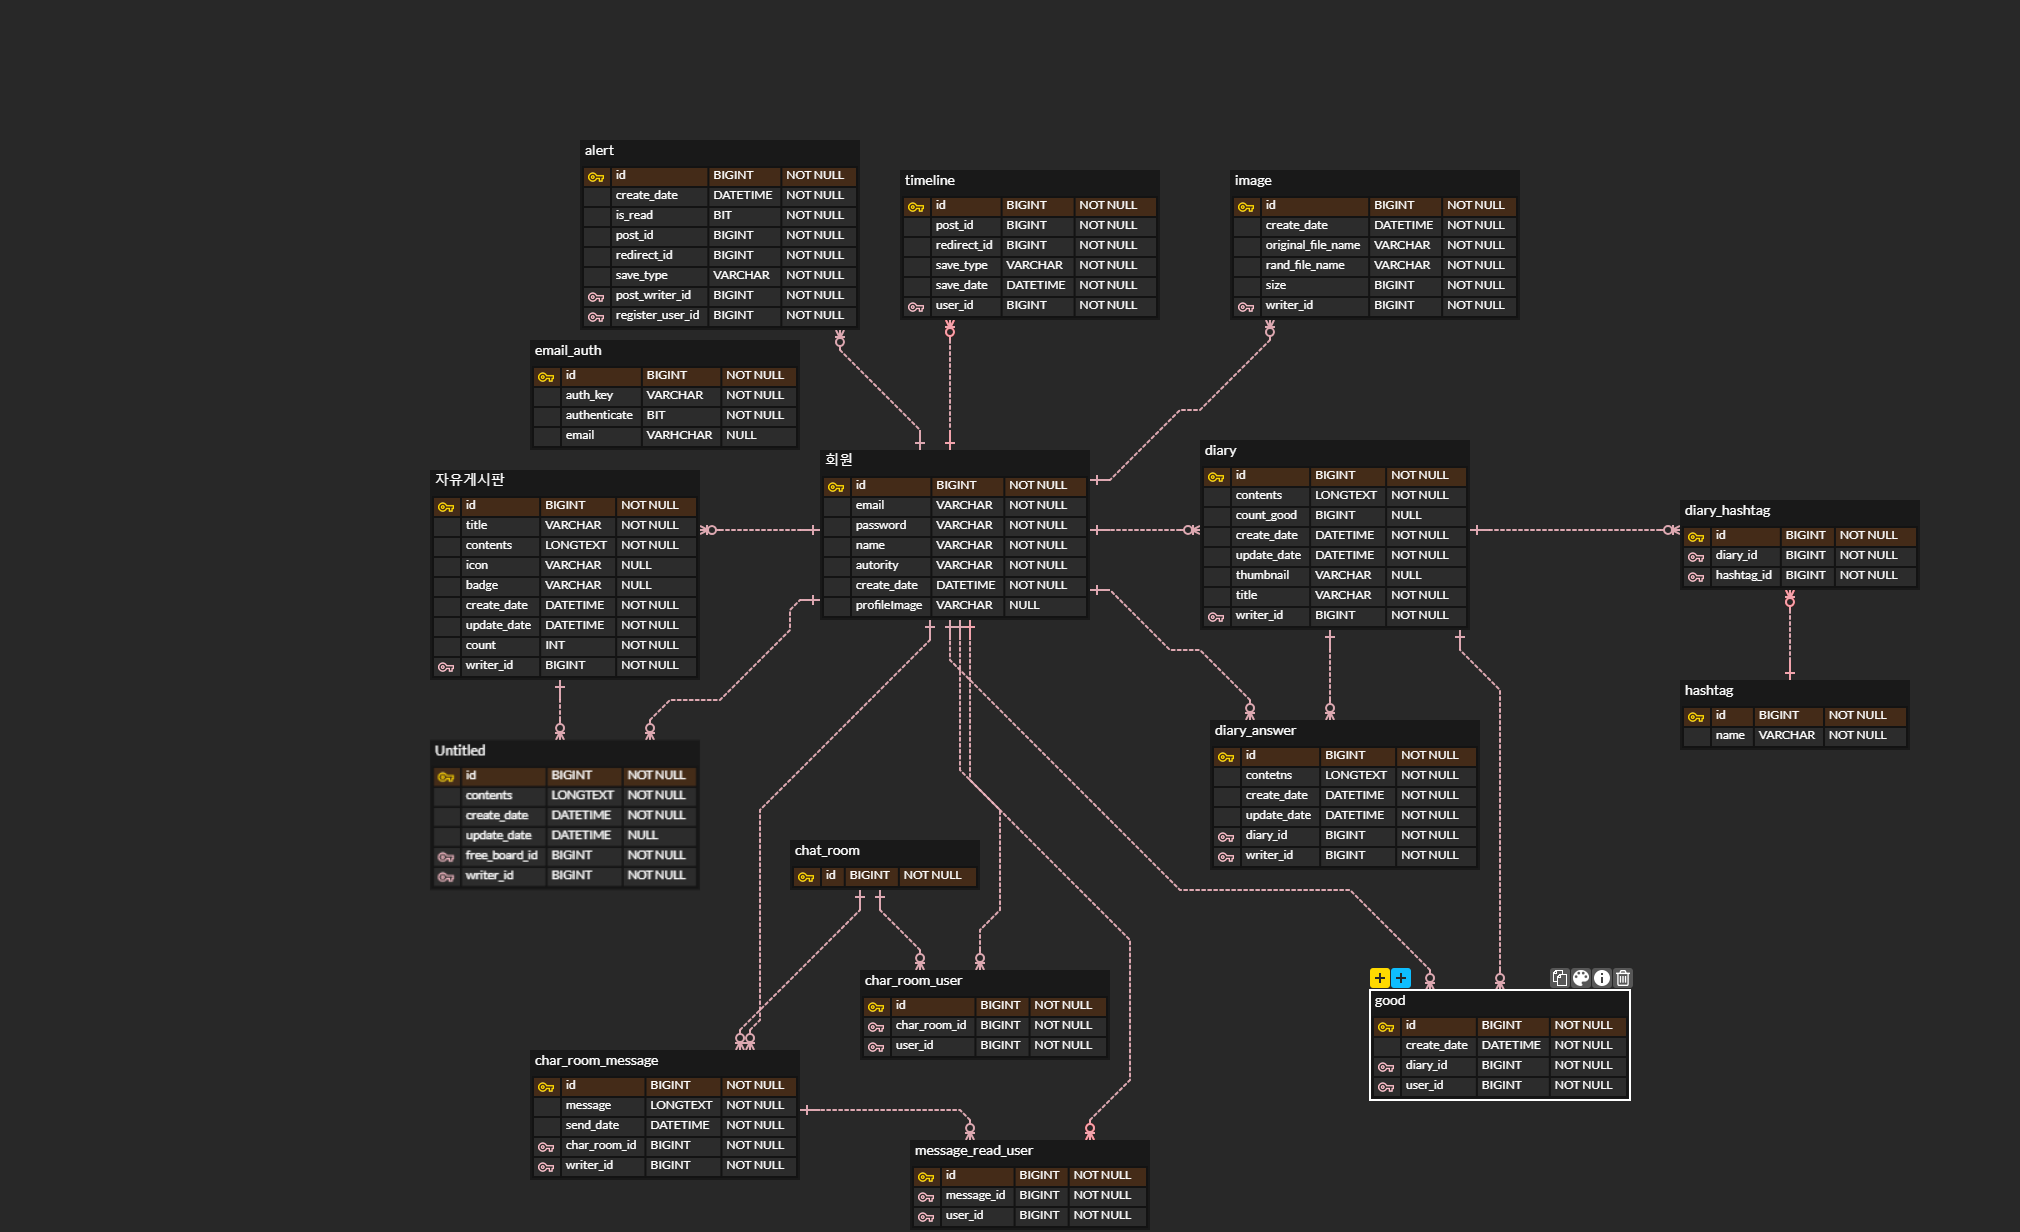 alert
id BIGINT NOT NULL
create_date DATETIME NOT NULL
is_read BIT NOT NULL
post_id BIGINT NOT NULL
redirect_id BIGINT NOT NULL
save_type VARCHAR NOT NULL
post_writer_id BIGINT NOT NULL
register_user_id BIGINT NOT NULL
timeline
id BIGINT NOT NULL
post_id BIGINT NOT NULL
redirect_id BIGINT NOT NULL
save_type VARCHAR NOT NULL
save_date DATETIME NOT NULL
user_id BIGINT NOT NULL
image
id BIGINT NOT NULL
create_date DATETIME NOT NULL
original_file_name VARCHAR NOT NULL
rand_file_name VARCHAR NOT NULL
size BIGINT NOT NULL
writer_id BIGINT NOT NULL
email_auth
id BIGINT NOT NULL
auth_key VARCHAR NOT NULL
authenticate BIT NOT NULL
email VARHCHAR NULL
자유게시판
id BIGINT NOT NULL
title VARCHAR NOT NULL
contents LONGTEXT NOT NULL
icon VARCHAR NULL
badge VARCHAR NULL
create_date DATETIME NOT NULL
update_date DATETIME NOT NULL
count INT NOT NULL
writer_id BIGINT NOT NULL
회원
id BIGINT NOT NULL
email VARCHAR NOT NULL
password VARCHAR NOT NULL
name VARCHAR NOT NULL
autority VARCHAR NOT NULL
create_date DATETIME NOT NULL
profileImage VARCHAR NULL
diary
id BIGINT NOT NULL
contents LONGTEXT NOT NULL
count_good BIGINT NULL
create_date DATETIME NOT NULL
update_date DATETIME NOT NULL
thumbnail VARCHAR NULL
title VARCHAR NOT NULL
writer_id BIGINT NOT NULL
diary_hashtag
id BIGINT NOT NULL
diary_id BIGINT NOT NULL
hashtag_id BIGINT NOT NULL
hashtag
id BIGINT NOT NULL
name VARCHAR NOT NULL
Untitled
id BIGINT NOT NULL
contents LONGTEXT NOT NULL
create_date DATETIME NOT NULL
update_date DATETIME NULL
free_board_id BIGINT NOT NULL
writer_id BIGINT NOT NULL
diary_answer
id BIGINT NOT NULL
contetns LONGTEXT NOT NULL
create_date DATETIME NOT NULL
update_date DATETIME NOT NULL
diary_id BIGINT NOT NULL
writer_id BIGINT NOT NULL
chat_room
id BIGINT NOT NULL
char_room_user
id BIGINT NOT NULL
char_room_id BIGINT NOT NULL
user_id BIGINT NOT NULL
good
id BIGINT NOT NULL
create_date DATETIME NOT NULL
diary_id BIGINT NOT NULL
user_id BIGINT NOT NULL
char_room_message
id BIGINT NOT NULL
message LONGTEXT NOT NULL
send_date DATETIME NOT NULL
char_room_id BIGINT NOT NULL
writer_id BIGINT NOT NULL
message_read_user
id BIGINT NOT NULL
message_id BIGINT NOT NULL
user_id BIGINT NOT NULL